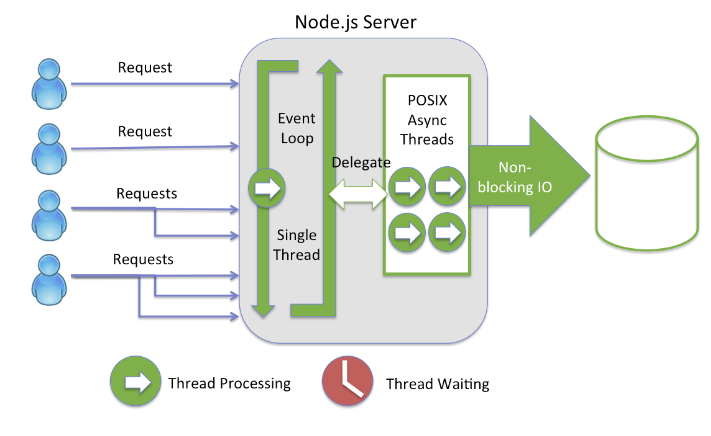 Node.js Server
Request
Request
Requests
Requests
Event
Loop
Single
Thread
Delegate
POSIX
Async
Threads
Non-
blocking IO
Thread Processing
Thread Waiting